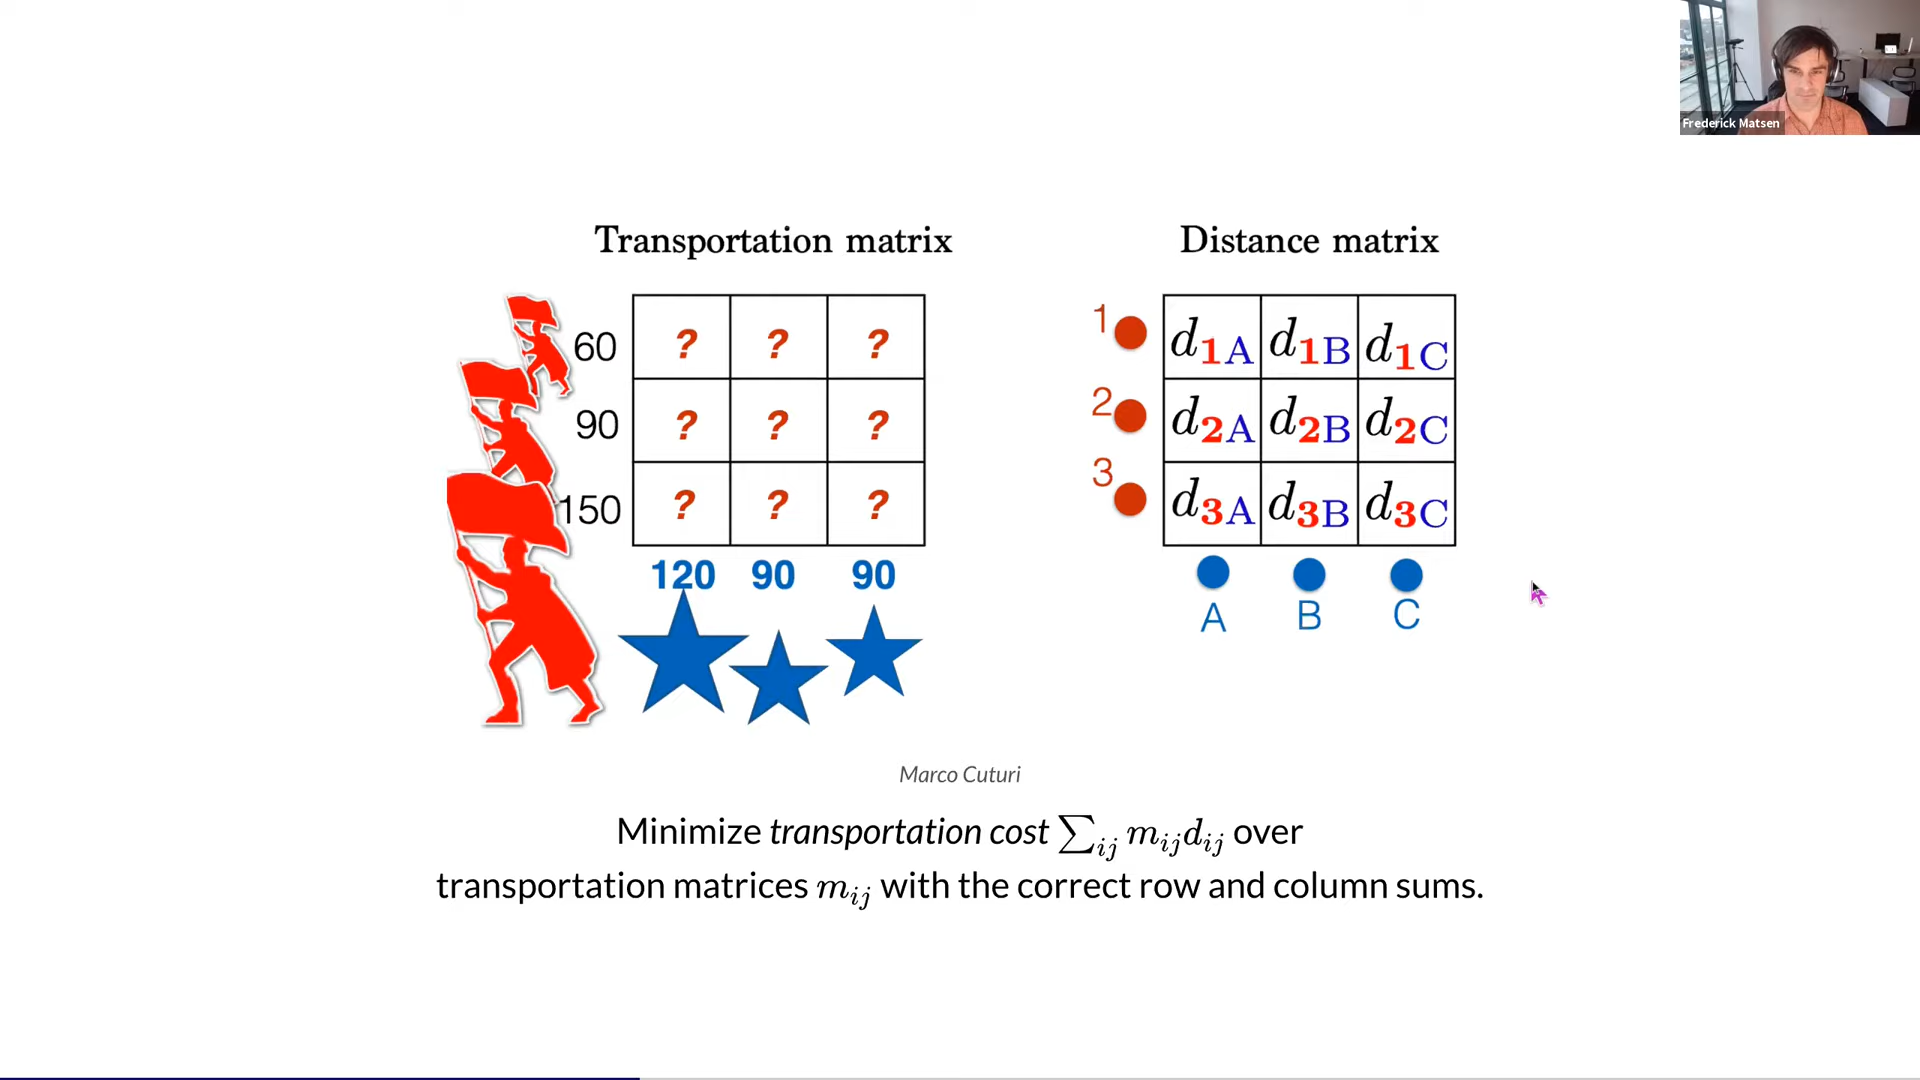 Frederick Matsen
Transportation matrix
Distance matrix
60 ? ? ?
90 ? ? ?
150 ? ? ?
120 90 90
1 d1A d1B d1C
2 d2A d2B d2C
3 d3A d3B d3C
A B C
Marco Cuturi
Minimize transportation cost ∑ij mijdij over
transportation matrices mij with the correct row and column sums.